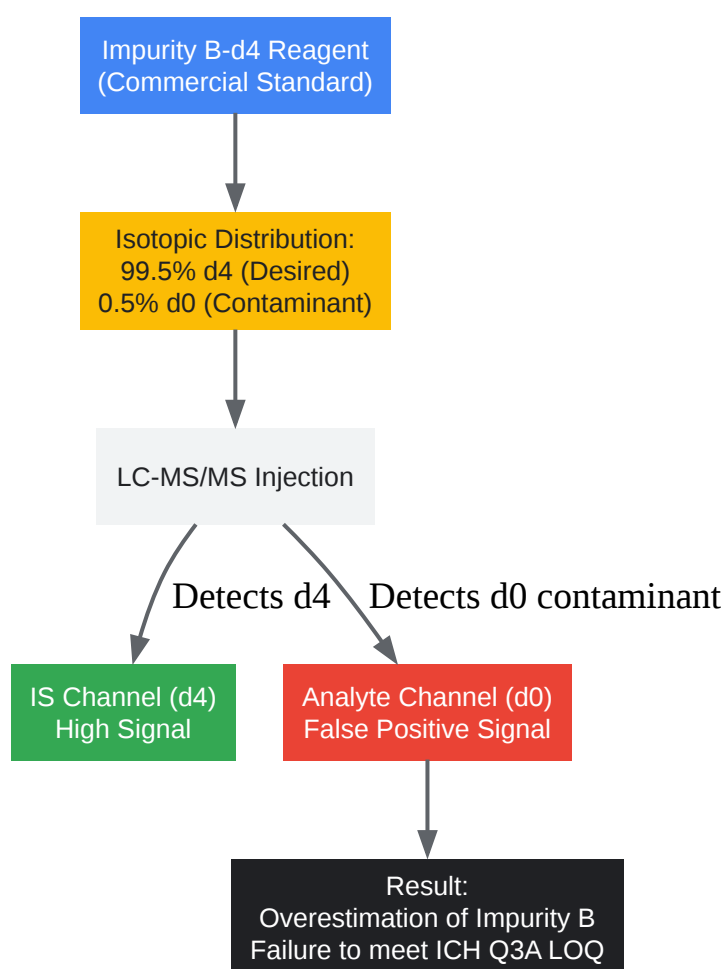 Impurity B-d4 Reagent
(Commercial Standard)
Isotopic Distribution:
99.5% d4 (Desired)
0.5% d0 (Contaminant)
LC-MS/MS Injection
Detects d4
Detects d0 contaminant
IS Channel (d4)
High Signal
Analyte Channel (d0)
False Positive Signal
Result:
Overestimation of Impurity B
Failure to meet ICH Q3A LOQ